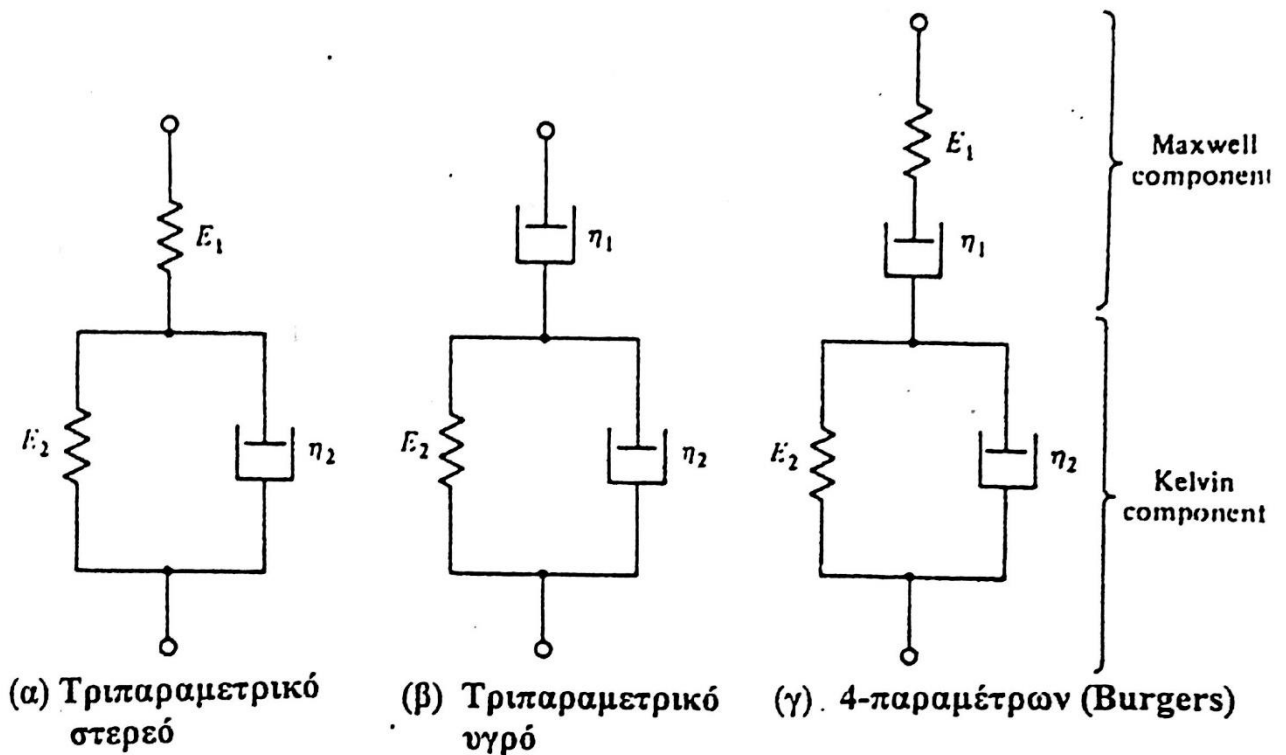 E₁
E₂
η₂
(α) Τριπαραμετρικό
στερεό
η₁
E₂
η₂
(β) Τριπαραμετρικό
υγρό
E₁
η₁
E₂
η₂
Maxwell
component
Kelvin
component
(γ). 4-παραμέτρων (Burgers)